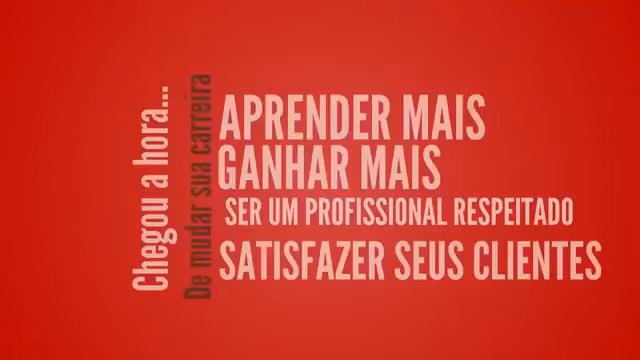 Chegou a hora...
De mudar sua carreira
APRENDER MAIS
GANHAR MAIS
SER UM PROFISSIONAL RESPEITADO
SATISFAZER SEUS CLIENTES